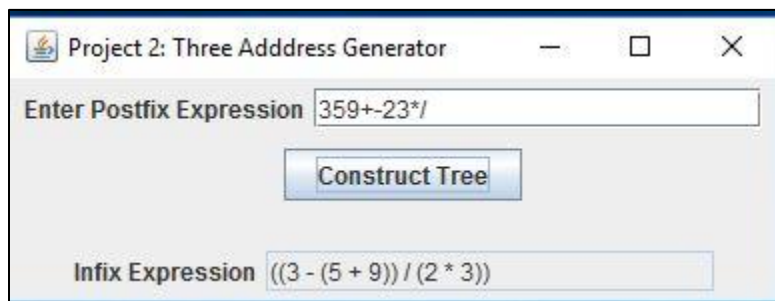 Project 2: Three Adddress Generator
Enter Postfix Expression 359+-23*/
Construct Tree
Infix Expression ((3 - (5 + 9)) / (2 * 3))